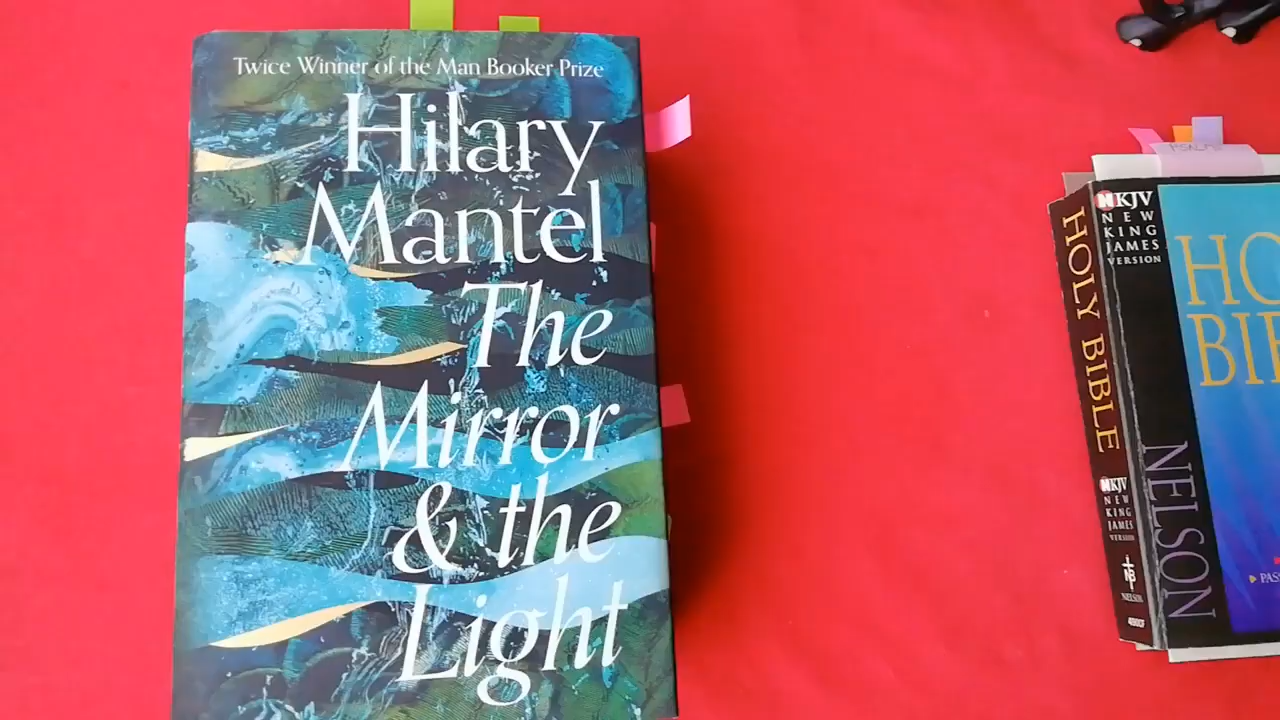 Twice Winner of the Man Booker Prize
Hilary
Mantel
The
Mirror
& the
Light
PSALMS
HOLY BIBLE
NKJV
NEW
KING
JAMES
VERSION
NELSON
NKJV
NEW
KING
JAMES
VERSION
NELSON
HO
BIB